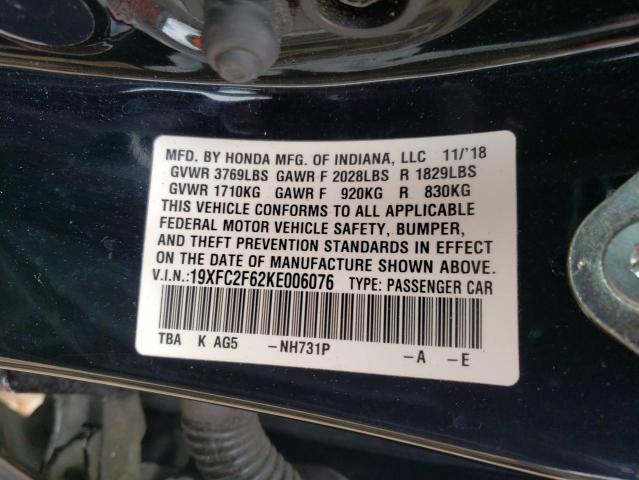 MFD. BY HONDA MFG. OF INDIANA, LLC 11/'18
GVWR 3769LBS GAWR F 2028LBS R 1829LBS
GVWR 1710KG GAWR F 920KG R 830KG
THIS VEHICLE CONFORMS TO ALL APPLICABLE
FEDERAL MOTOR VEHICLE SAFETY, BUMPER,
AND THEFT PREVENTION STANDARDS IN EFFECT
ON THE DATE OF MANUFACTURE SHOWN ABOVE.
V.I.N.:19XFC2F62KE006076 TYPE: PASSENGER CAR
TBA K AG5 -NH731P -A -E